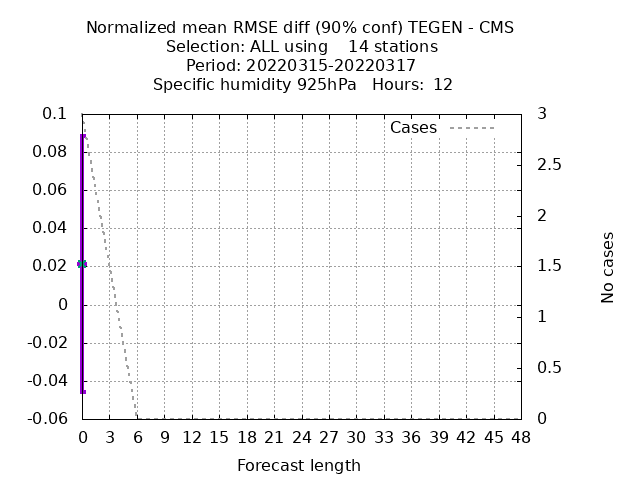 Normalized mean RMSE diff (90% conf) TEGEN - CMS
Selection: ALL using    14 stations
Period: 20220315-20220317
Specific humidity 925hPa   Hours:  12
Cases
0.1
0.08
0.06
0.04
0.02
0
-0.02
-0.04
-0.06
3
2.5
2
1.5
1
0.5
0
No cases
0 3 6 9 12 15 18 21 24 27 30 33 36 39 42 45 48
Forecast length